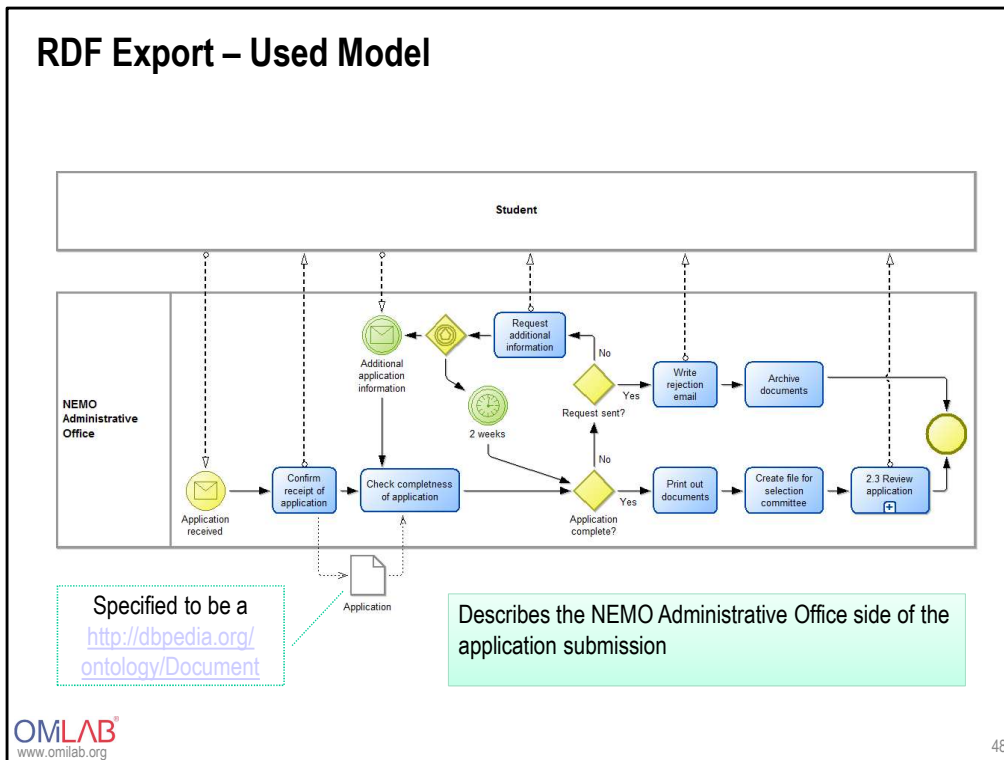 RDF Export – Used Model
Student
NEMO
Administrative
Office
Additional
application
information
Request
additional
information
No
Request sent?
Yes
Write
rejection
email
Archive
documents
2 weeks
No
Application
received
Confirm
receipt of
application
Check completness
of application
Application
complete?
Yes
Print out
documents
Create file for
selection
committee
2.3 Review
application
Application
Specified to be a
http://dbpedia.org/
ontology/Document
Describes the NEMO Administrative Office side of the
application submission
OMiLAB®
www.omilab.org
48